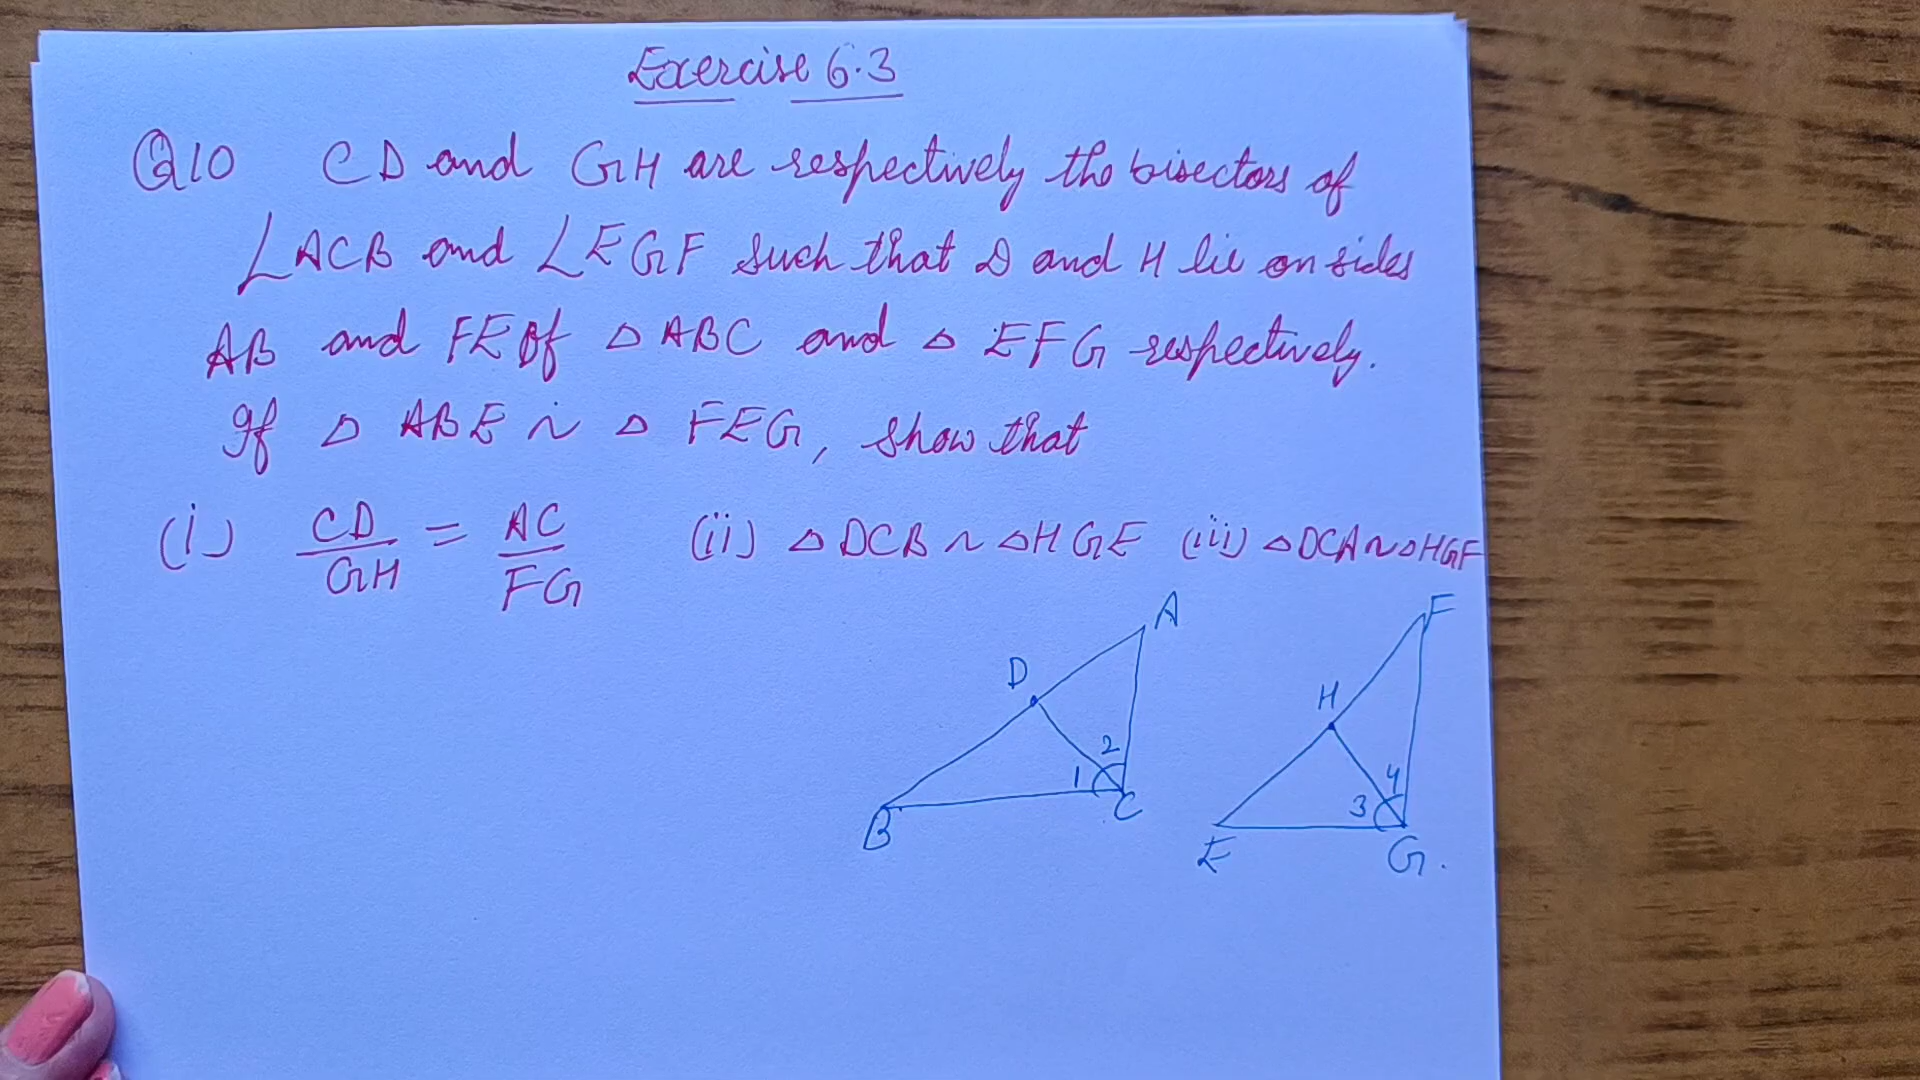 Exercise 6.3
Q10 CD and GH are respectively the bisectors of
∠ACB and ∠EGF such that D and H lie on sides
AB and FE of △ ABC and △ EFG respectively.
If △ ABE ~ △ FEG, show that
(i) CD/GH = AC/FG (ii) △DCB ~ △HGE (iii) △DCA ~ △HGF
A
F
D
H
2
1
4
3
C
B
E
G.